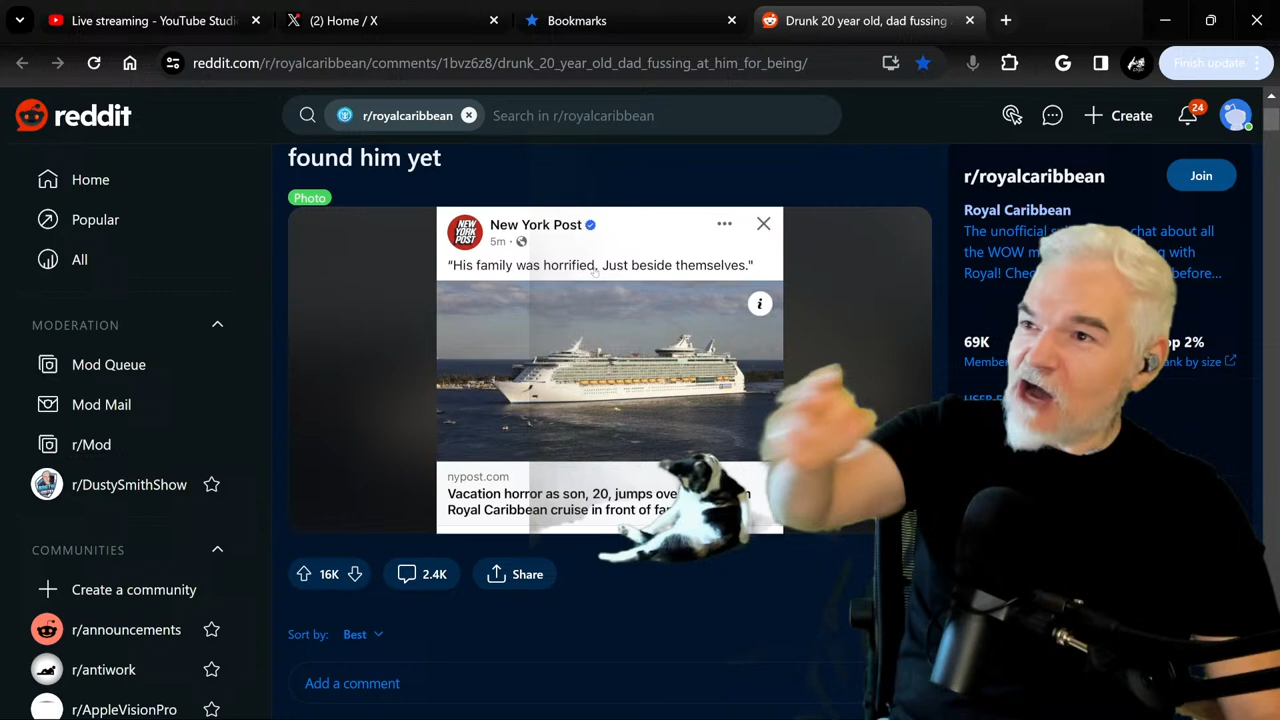 Live streaming - YouTube Studi
(2) Home / X
Bookmarks
Drunk 20 year old, dad fussing
reddit.com/r/royalcaribbean/comments/1bvz6z8/drunk_20_year_old_dad_fussing_at_him_for_being/
Finish update
reddit
r/royalcaribbean
Search in r/royalcaribbean
Create
24
Home
Popular
All
MODERATION
Mod Queue
Mod Mail
r/Mod
r/DustySmithShow
COMMUNITIES
Create a community
r/announcements
r/antiwork
r/AppleVisionPro
found him yet
Photo
NEW YORK POST
New York Post
5m
“His family was horrified. Just beside themselves."
nypost.com
Vacation horror as son, 20, jumps
Royal Caribbean cruise in front of
16K
2.4K
Share
Sort by: Best
Add a comment
r/royalcaribbean
Join
Royal Caribbean
The unofficial
chat about
all the WOW
with
Royal!
before...
69K
2%
by size